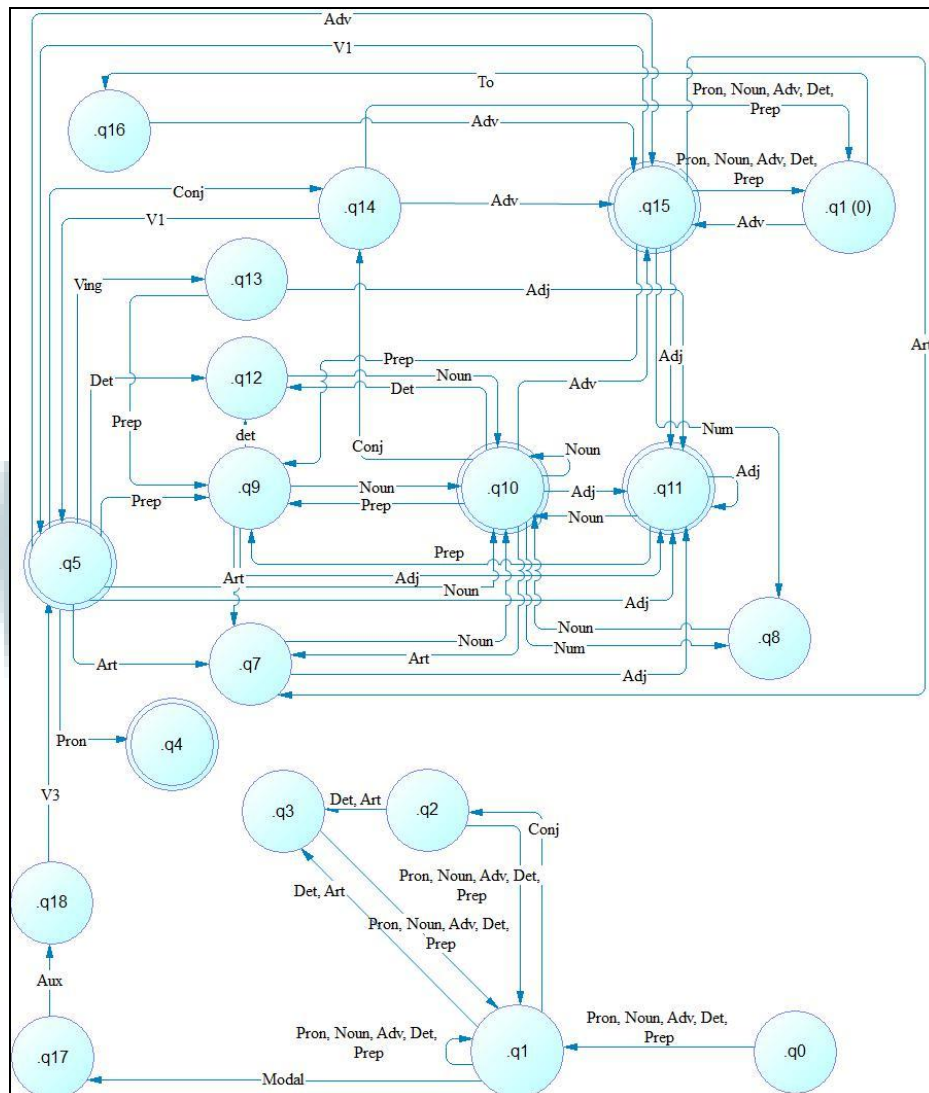 Adv
V1
To
Pron, Noun, Adv, Det,
Prep
.q16
Adv
Pron, Noun, Adv, Det,
Prep
Conj
.q14
Adv
.q15
Adv
.q1 (0)
V1
Ving
.q13
Adj
Art
Prep
Adj
Det
.q12
Noun
Adv
Det
Prep
det
Conj
Noun
Num
Prep
.q9
Noun
.q10
Adj
.q11
Adj
Prep
Noun
.q5
Prep
Art
Adj
Noun
Adj
Noun
.q8
Art
.q7
Noun
Art
Num
Adj
Pron
.q4
V3
.q3
Det, Art
.q2
Conj
Det, Art
Pron, Noun, Adv, Det,
Prep
.q18
Pron, Noun, Adv, Det,
Prep
Aux
Pron, Noun, Adv, Det,
Prep
Pron, Noun, Adv, Det,
Prep
.q17
.q1
.q0
Modal